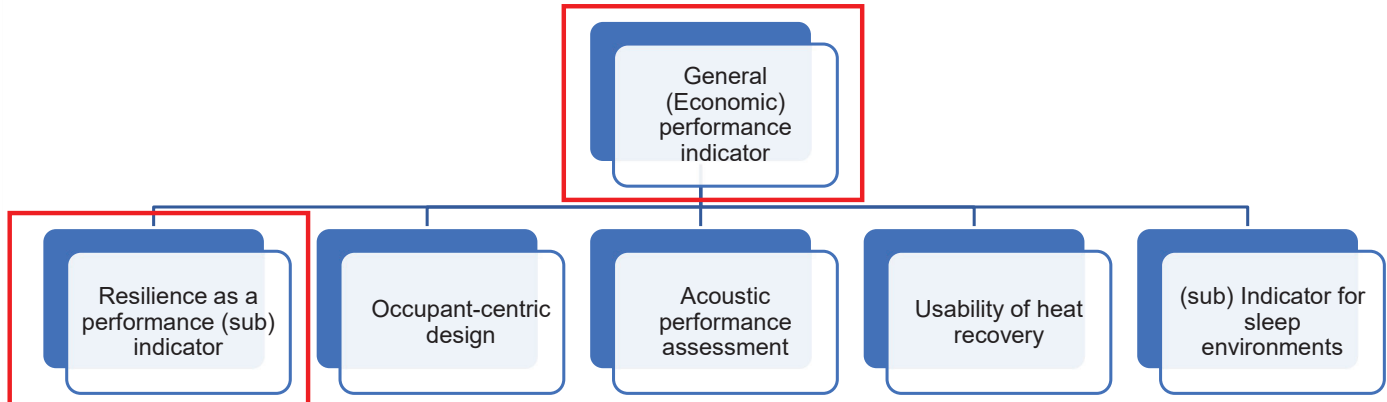 General
(Economic)
performance
indicator
Resilience as a
performance (sub)
indicator
Occupant-centric
design
Acoustic
performance
assessment
Usability of heat
recovery
(sub) Indicator for
sleep
environments